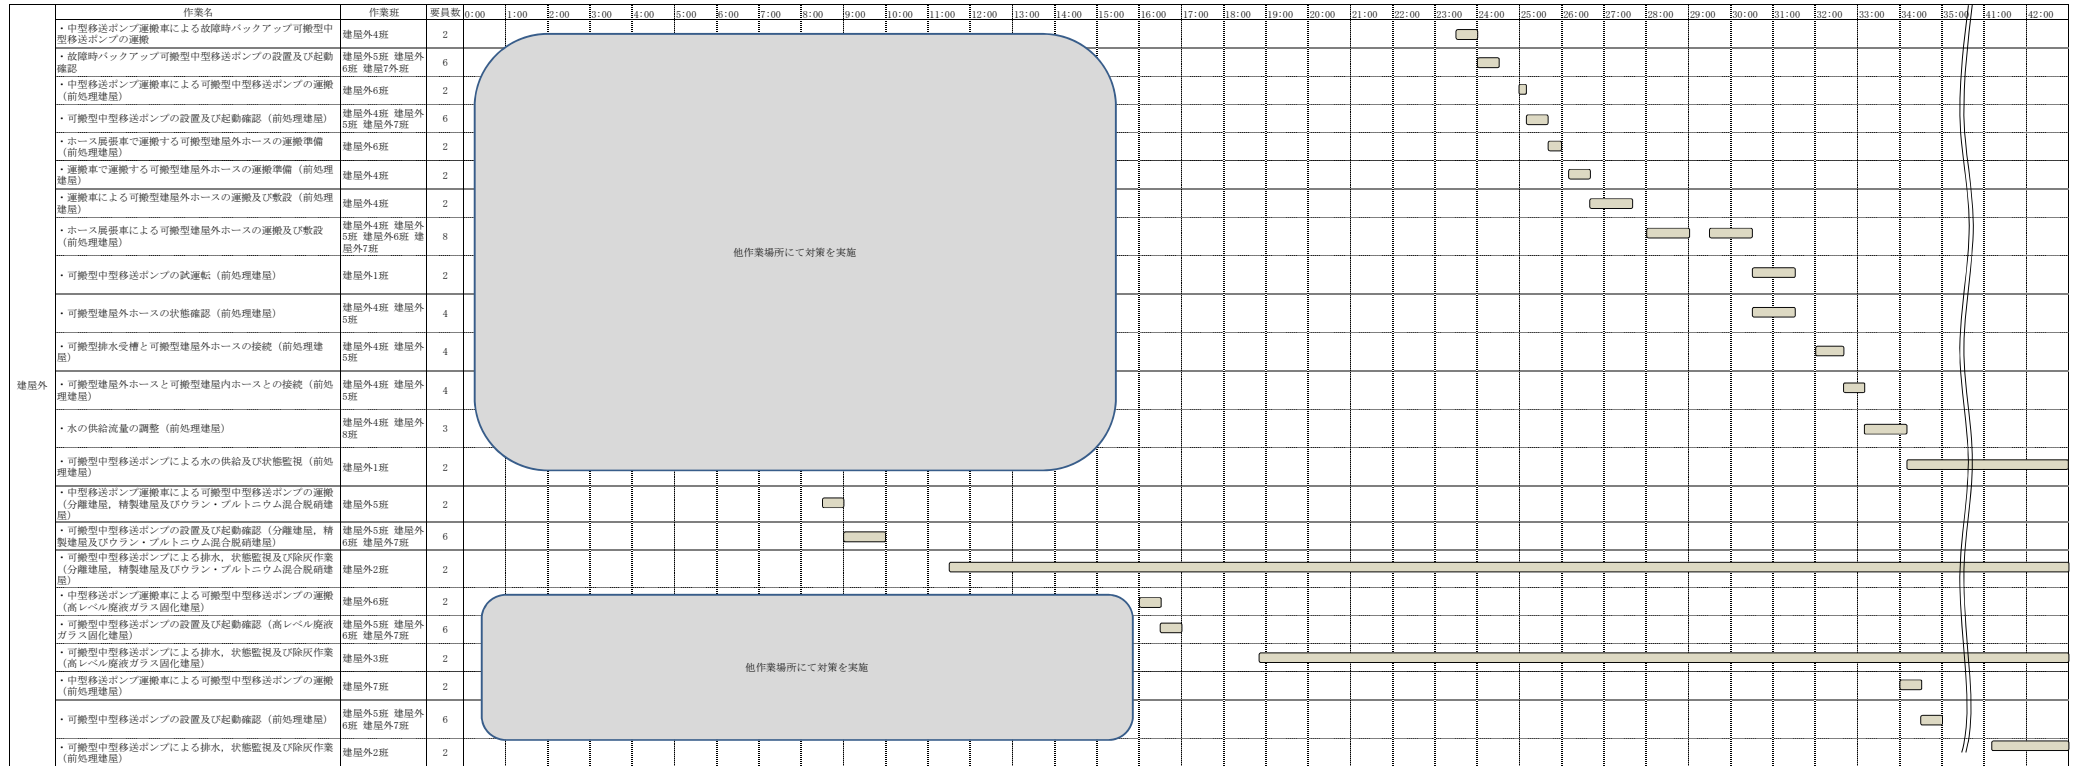 作業名 作業班 要員数 0:00 1:00 2:00 3:00 4:00 5:00 6:00 7:00 8:00 9:00 10:00 11:00 12:00 13:00 14:00 15:00 16:00 17:00 18:00 19:00 20:00 21:00 22:00 23:00 24:00 25:00 26:00 27:00 28:00 29:00 30:00 31:00 32:00 33:00 34:00 35:00 41:00 42:00
建屋外
・中型移送ポンプ運搬車による故障時バックアップ可搬型中
型移送ポンプの運搬
建屋外4班
2
・故障時バックアップ可搬型中型移送ポンプの設置及び起動
確認
建屋外5班 建屋外
6班 建屋7外班
6
・中型移送ポンプ運搬車による可搬型中型移送ポンプの運搬
（前処理建屋）
建屋外6班
2
・可搬型中型移送ポンプの設置及び起動確認（前処理建屋）
建屋外4班 建屋外
5班 建屋外7班
6
・ホース展張車で運搬する可搬型建屋外ホースの運搬準備
（前処理建屋）
建屋外6班
2
・運搬車で運搬する可搬型建屋外ホースの運搬準備（前処理
建屋）
建屋外4班
2
・運搬車による可搬型建屋外ホースの運搬及び敷設（前処理
建屋）
建屋外4班
2
・ホース展張車による可搬型建屋外ホースの運搬及び敷設
（前処理建屋）
建屋外4班 建屋外
5班 建屋外6班 建
屋外7班
8
他作業場所にて対策を実施
・可搬型中型移送ポンプの試運転（前処理建屋）
建屋外1班
2
・可搬型建屋外ホースの状態確認（前処理建屋）
建屋外4班 建屋外
5班
4
・可搬型排水受槽と可搬型建屋外ホースの接続（前処理建
屋）
建屋外4班 建屋外
5班
4
・可搬型建屋外ホースと可搬型建屋内ホースとの接続（前処
理建屋）
建屋外4班 建屋外
5班
4
・水の供給流量の調整（前処理建屋）
建屋外4班 建屋外
8班
3
・可搬型中型移送ポンプによる水の供給及び状態監視（前処
理建屋）
建屋外1班
2
・中型移送ポンプ運搬車による可搬型中型移送ポンプの運搬
（分離建屋，精製建屋及びウラン・プルトニウム混合脱硝建
屋）
建屋外5班
2
・可搬型中型移送ポンプの設置及び起動確認（分離建屋，精
製建屋及びウラン・プルトニウム混合脱硝建屋）
建屋外5班 建屋外
6班 建屋外7班
6
・可搬型中型移送ポンプによる排水，状態監視及び除灰作業
（分離建屋，精製建屋及びウラン・プルトニウム混合脱硝建
屋）
建屋外2班
2
・中型移送ポンプ運搬車による可搬型中型移送ポンプの運搬
（高レベル廃液ガラス固化建屋）
建屋外6班
2
・可搬型中型移送ポンプの設置及び起動確認（高レベル廃液
ガラス固化建屋）
建屋外5班 建屋外
6班 建屋外7班
6
・可搬型中型移送ポンプによる排水，状態監視及び除灰作業
（高レベル廃液ガラス固化建屋）
建屋外3班
2
他作業場所にて対策を実施
・中型移送ポンプ運搬車による可搬型中型移送ポンプの運搬
（前処理建屋）
建屋外7班
2
・可搬型中型移送ポンプの設置及び起動確認（前処理建屋）
建屋外5班 建屋外
6班 建屋外7班
6
・可搬型中型移送ポンプによる排水，状態監視及び除灰作業
（前処理建屋）
建屋外2班
2